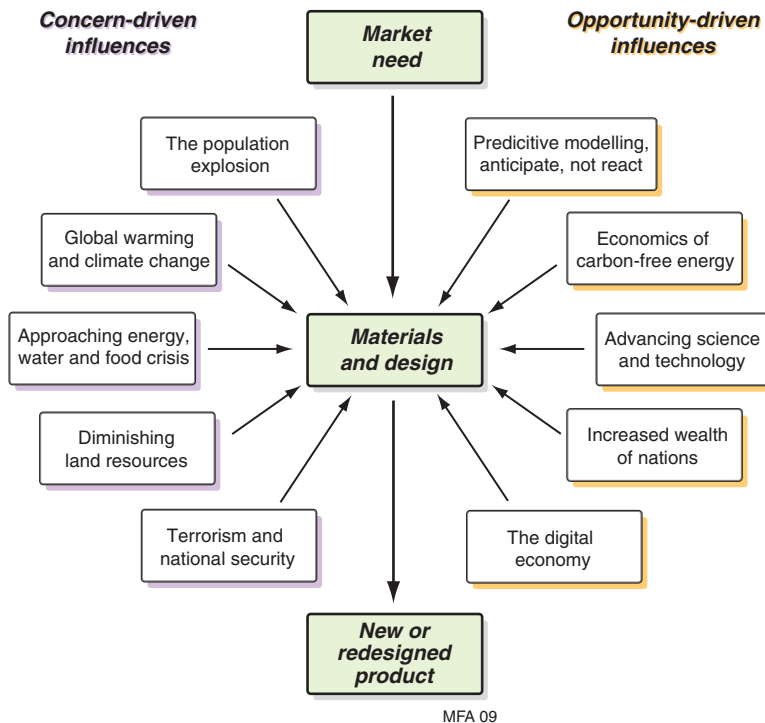 Concern-driven
influences
Market
need
Opportunity-driven
influences
The population
explosion
Predicitive modelling,
anticipate, not react
Global warming
and climate change
Economics of
carbon-free energy
Approaching energy,
water and food crisis
Materials
and design
Advancing science
and technology
Diminishing
land resources
Increased wealth
of nations
Terrorism and
national security
The digital
economy
New or
redesigned
product
MFA 09